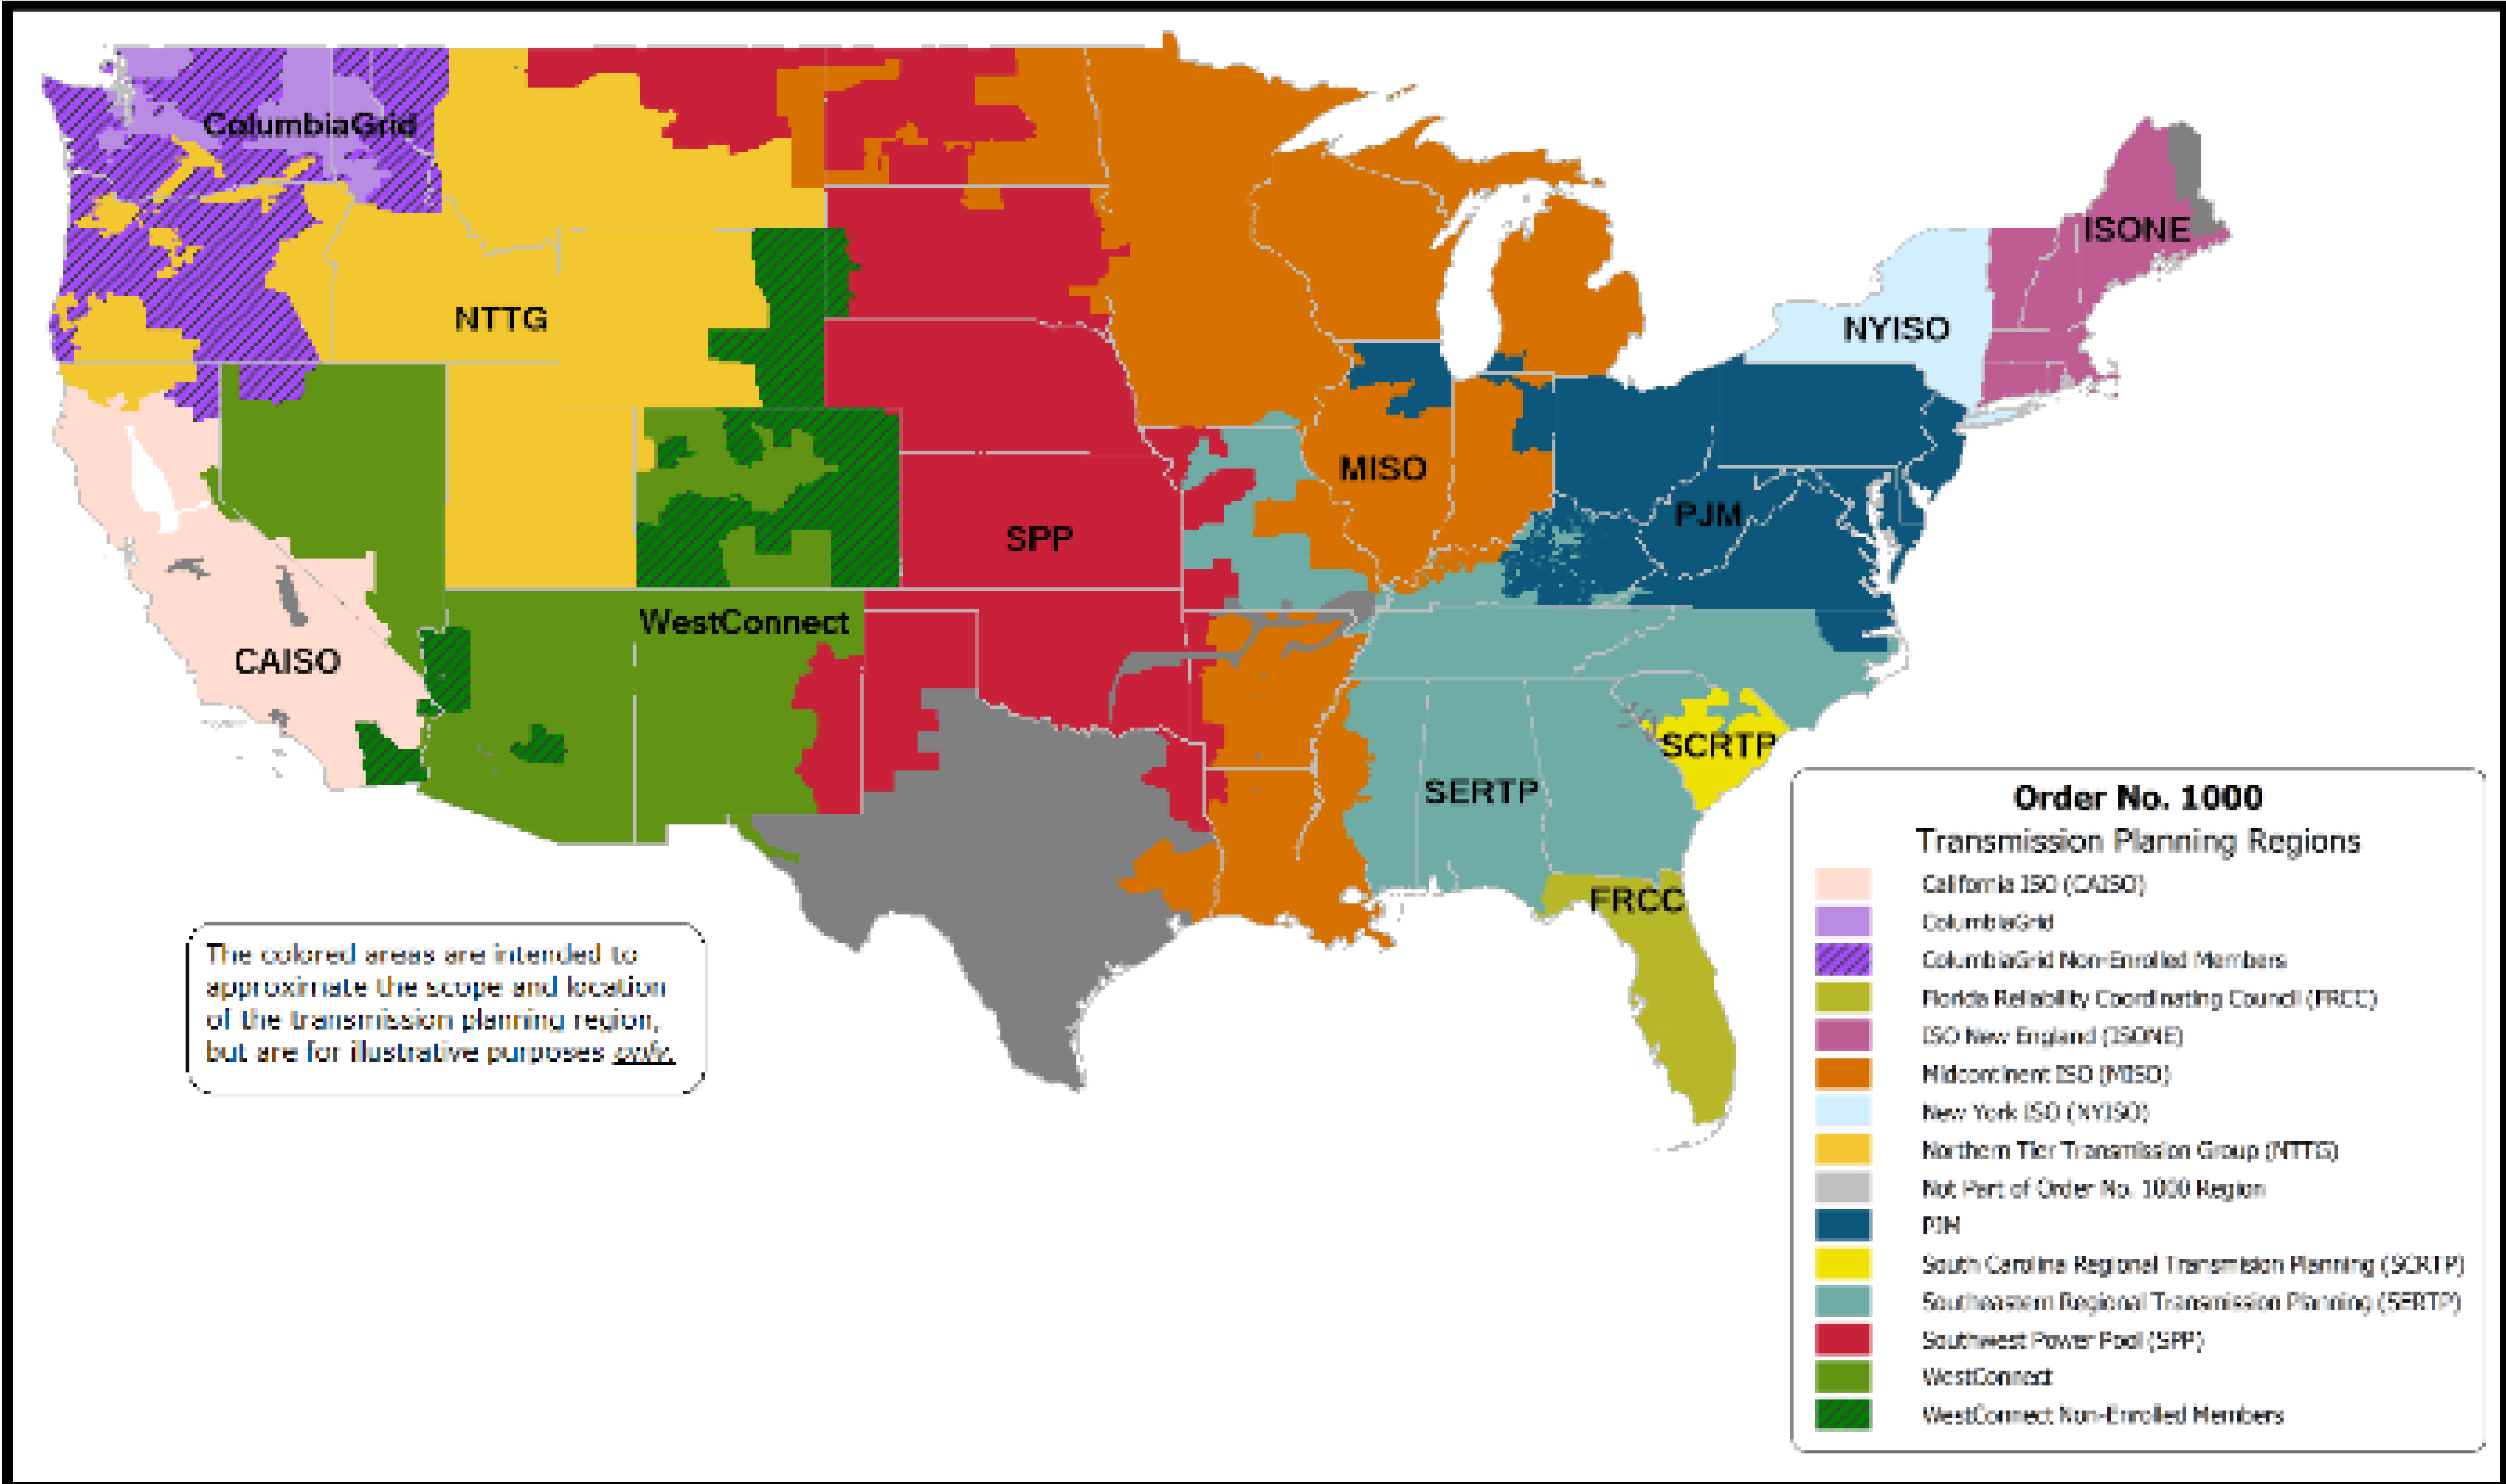 ColumbiaGrid
ISONE
NTTG
NYISO
MISO
PJM
SPP
WestConnect
CAISO
SCRTP
SERTP
FRCC
The colored areas are intended to
approximate the scope and location
of the transmission planning region,
but are for illustrative purposes only.
Order No. 1000
Transmission Planning Regions
California ISO (CAISO)
ColumbiaGrid
ColumbiaGrid Non-Enrolled Members
Florida Reliability Coordinating Council (FRCC)
ISO New England (ISONE)
Midcontinent ISO (MISO)
New York ISO (NYISO)
Northern Tier Transmission Group (NTTG)
Not Part of Order No. 1000 Region
PJM
South Carolina Regional Transmision Planning (SCRTP)
Southeastern Regional Transmission Planning (SERTP)
Southwest Power Pool (SPP)
WestConnect
WestConnect Non-Enrolled Members